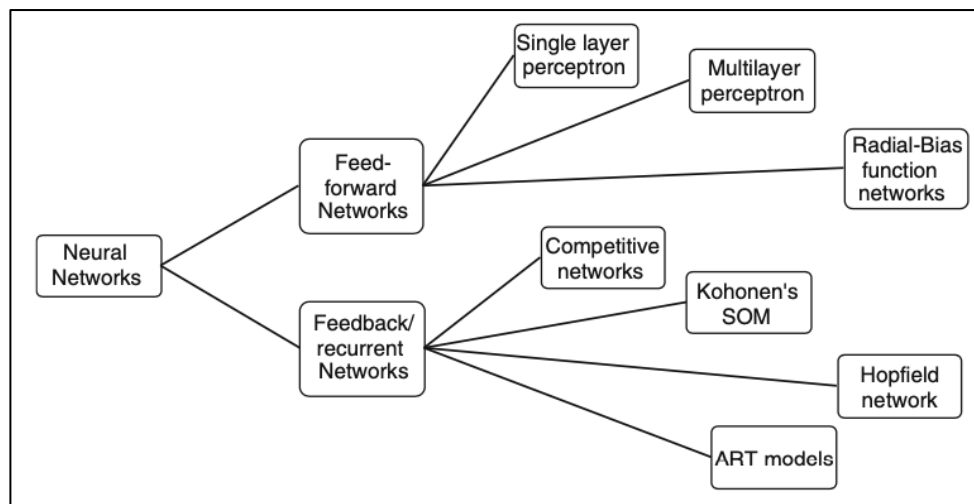 Neural
Networks
Feed-
forward
Networks
Single layer
perceptron
Multilayer
perceptron
Radial-Bias
function
networks
Feedback/
recurrent
Networks
Competitive
networks
Kohonen's
SOM
Hopfield
network
ART models